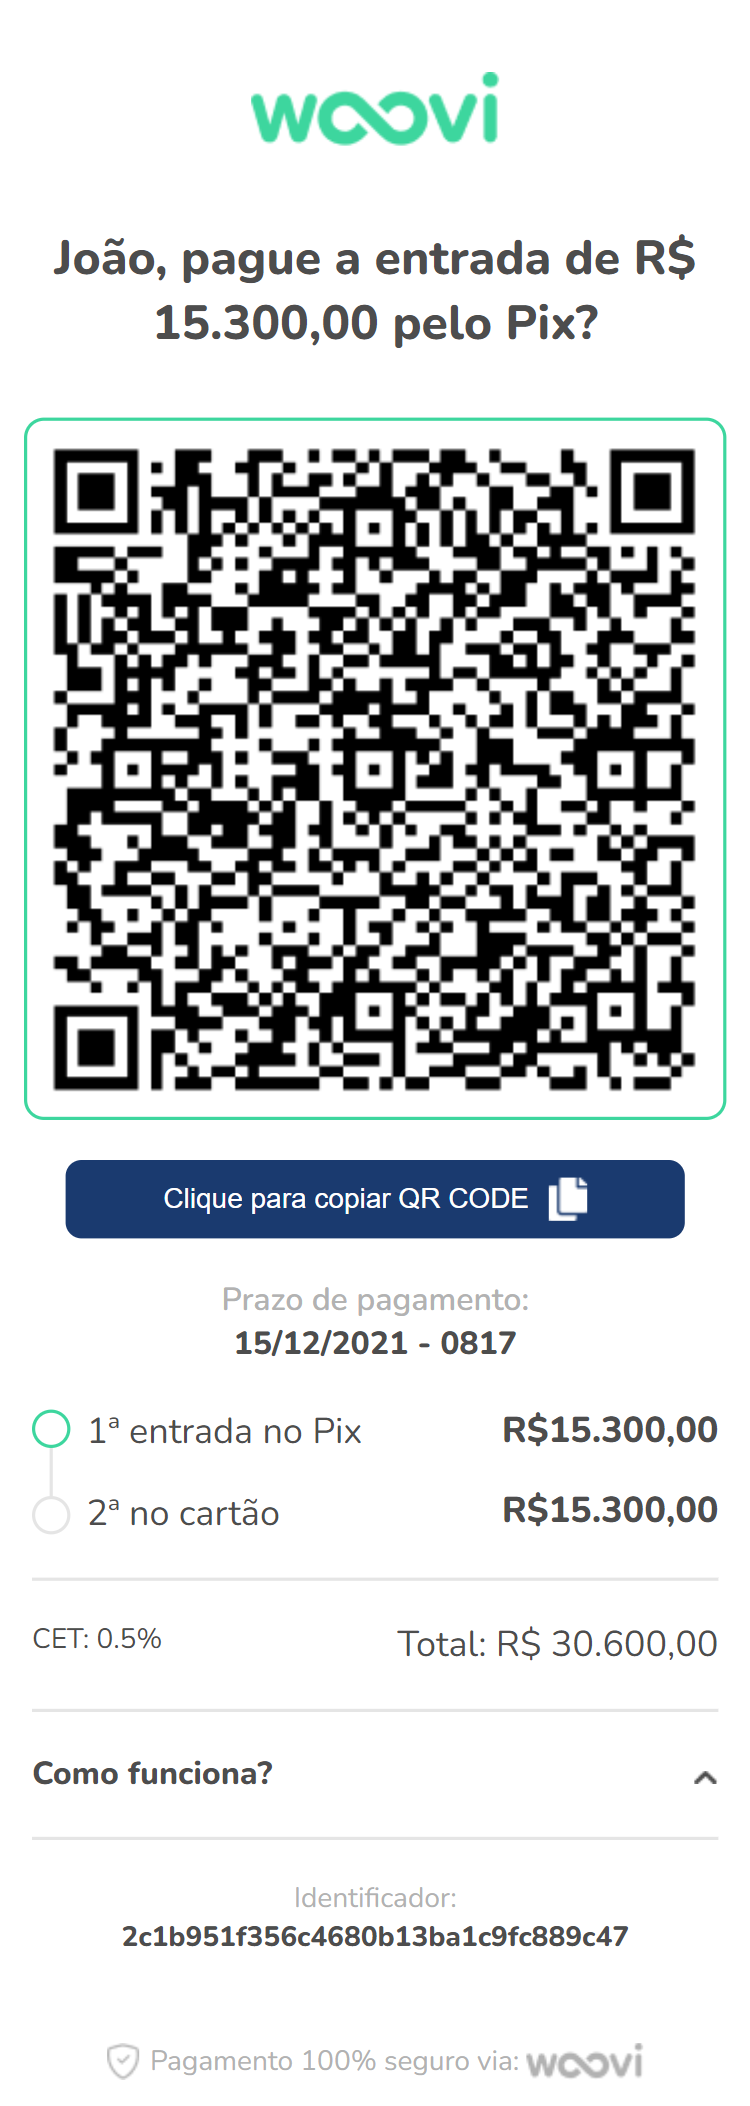 woovi
João, pague a entrada de R$
15.300,00 pelo Pix?
Clique para copiar QR CODE
Prazo de pagamento:
15/12/2021 - 0817
1ª entrada no Pix R$15.300,00
2ª no cartão R$15.300,00
CET: 0.5% Total: R$ 30.600,00
Como funciona?
Identificador:
2c1b951f356c4680b13ba1c9fc889c47
Pagamento 100% seguro via: woovi